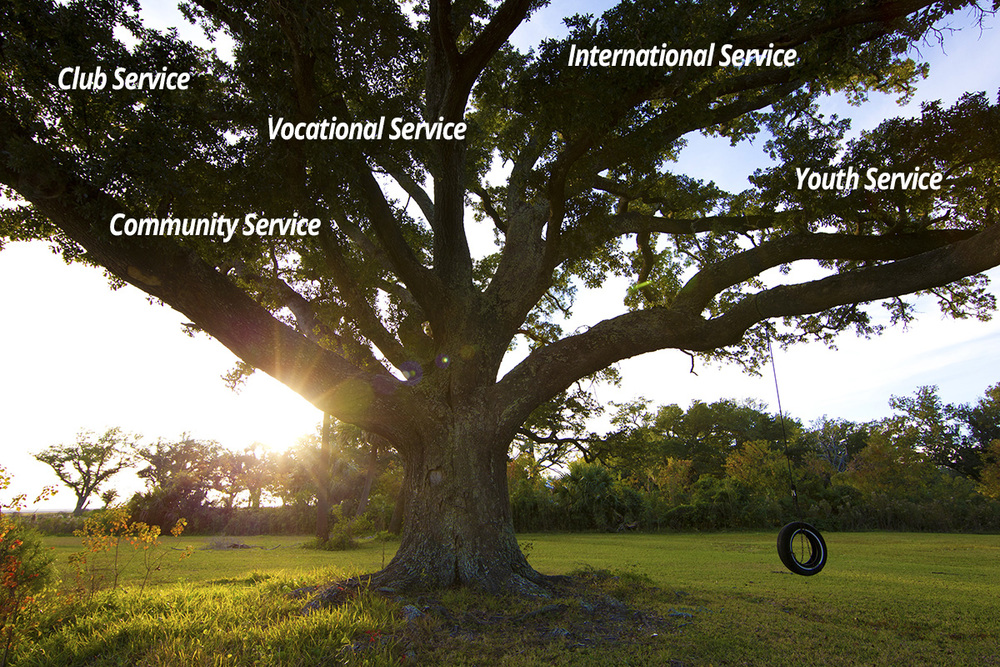 Club Service
International Service
Vocational Service
Youth Service
Community Service